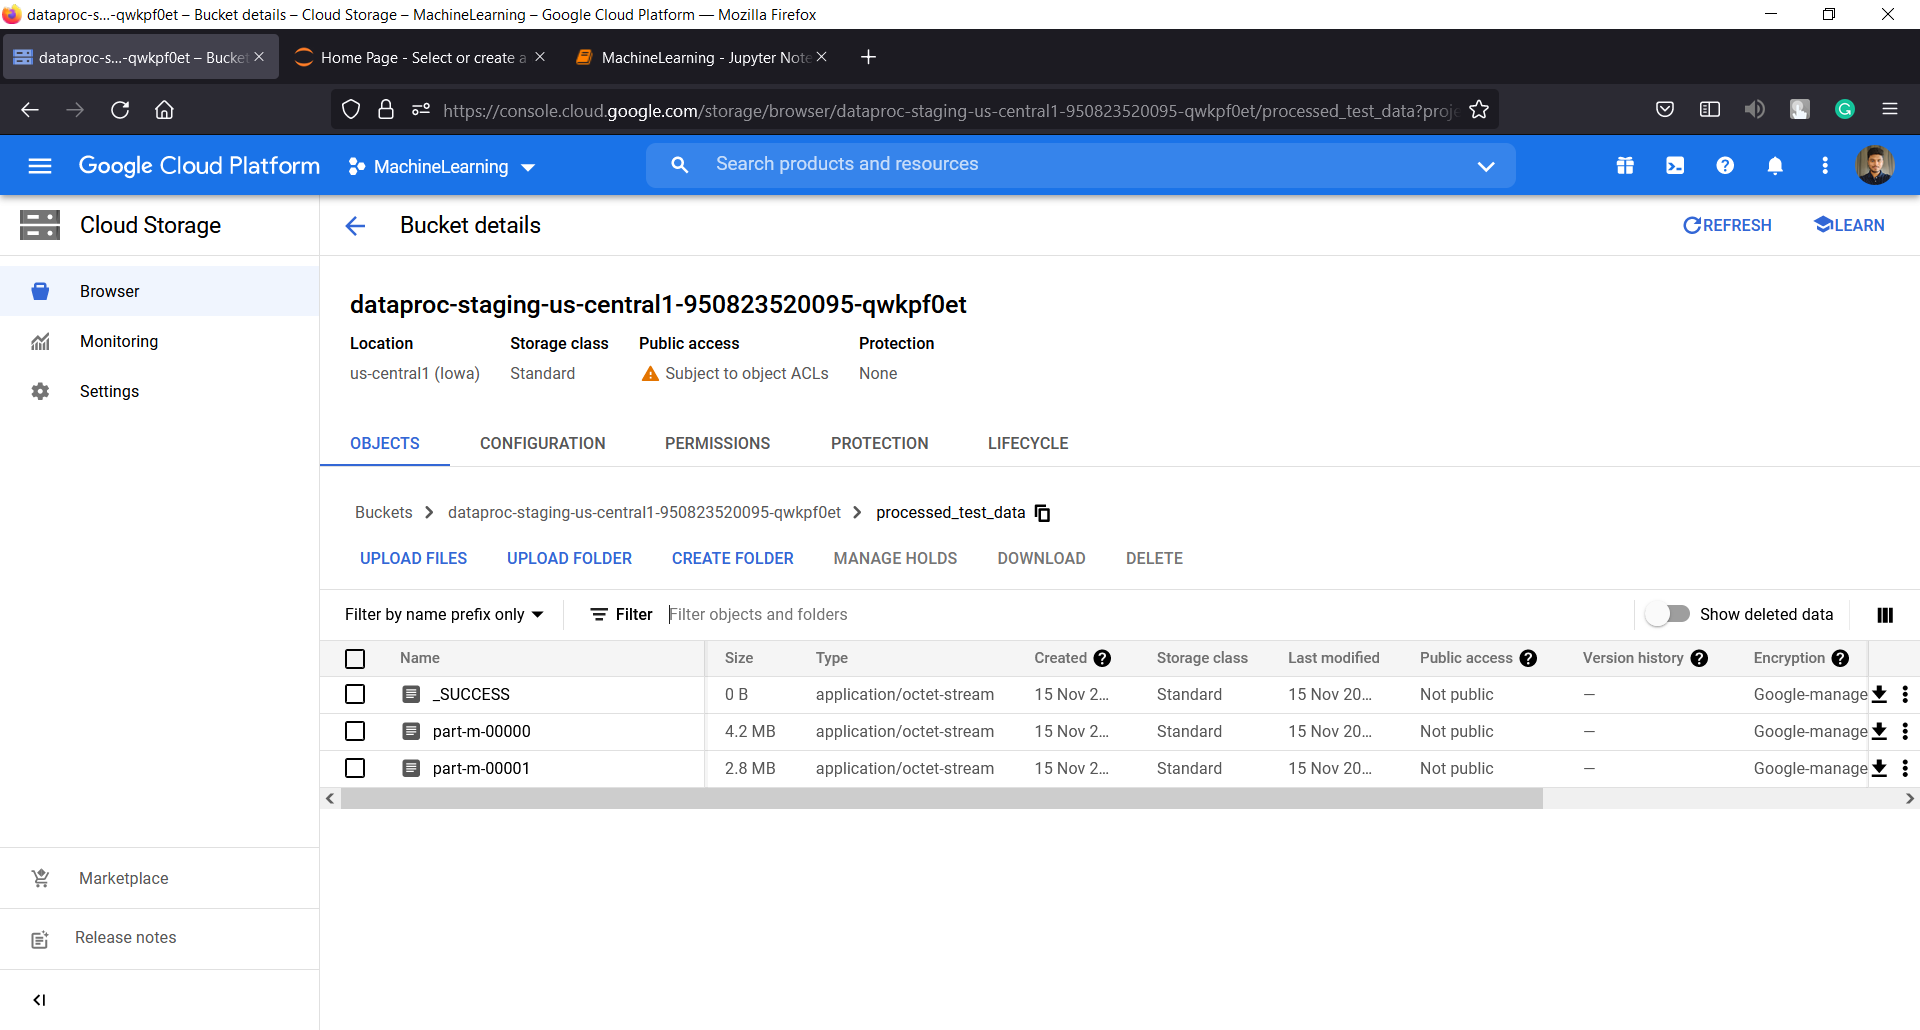 dataproc-s...-qwkpf0et – Bucket details – Cloud Storage – MachineLearning – Google Cloud Platform — Mozilla Firefox
dataproc-s...-qwkpf0et – Bucket
Home Page - Select or create a
MachineLearning - Jupyter Note
https://console.cloud.google.com/storage/browser/dataproc-staging-us-central1-950823520095-qwkpf0et/processed_test_data?proje
Google Cloud Platform
MachineLearning
Search products and resources
Cloud Storage
Bucket details
REFRESH
LEARN
Browser
Monitoring
Settings
dataproc-staging-us-central1-950823520095-qwkpf0et
Location Storage class Public access Protection
us-central1 (Iowa) Standard Subject to object ACLs None
OBJECTS CONFIGURATION PERMISSIONS PROTECTION LIFECYCLE
Buckets > dataproc-staging-us-central1-950823520095-qwkpf0et > processed_test_data
UPLOAD FILES UPLOAD FOLDER CREATE FOLDER MANAGE HOLDS DOWNLOAD DELETE
Filter by name prefix only Filter Filter objects and folders Show deleted data
Name Size Type Created Storage class Last modified Public access Version history Encryption
_SUCCESS 0 B application/octet-stream 15 Nov 2... Standard 15 Nov 20... Not public — Google-manage
part-m-00000 4.2 MB application/octet-stream 15 Nov 2... Standard 15 Nov 20... Not public — Google-manage
part-m-00001 2.8 MB application/octet-stream 15 Nov 2... Standard 15 Nov 20... Not public — Google-manage
Marketplace
Release notes